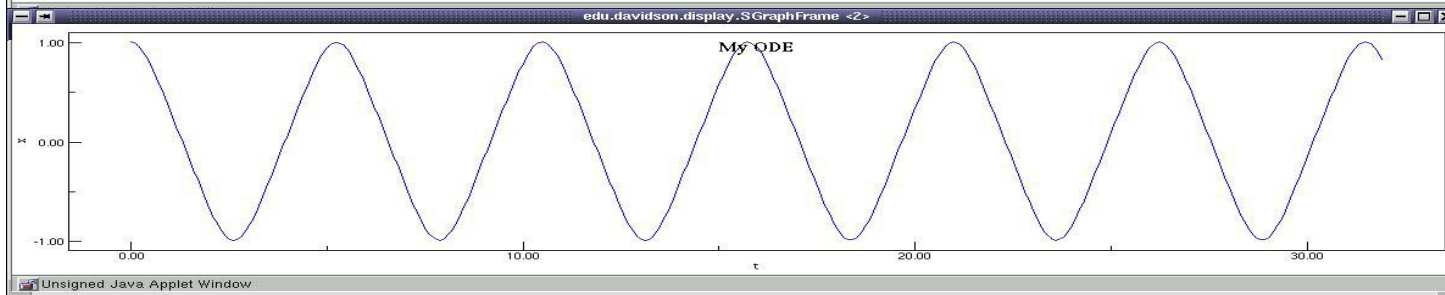 edu.davidson.display.SGraphFrame <2>
My ODE
1.00
x
0.00
-1.00
0.00
10.00
20.00
30.00
t
Unsigned Java Applet Window